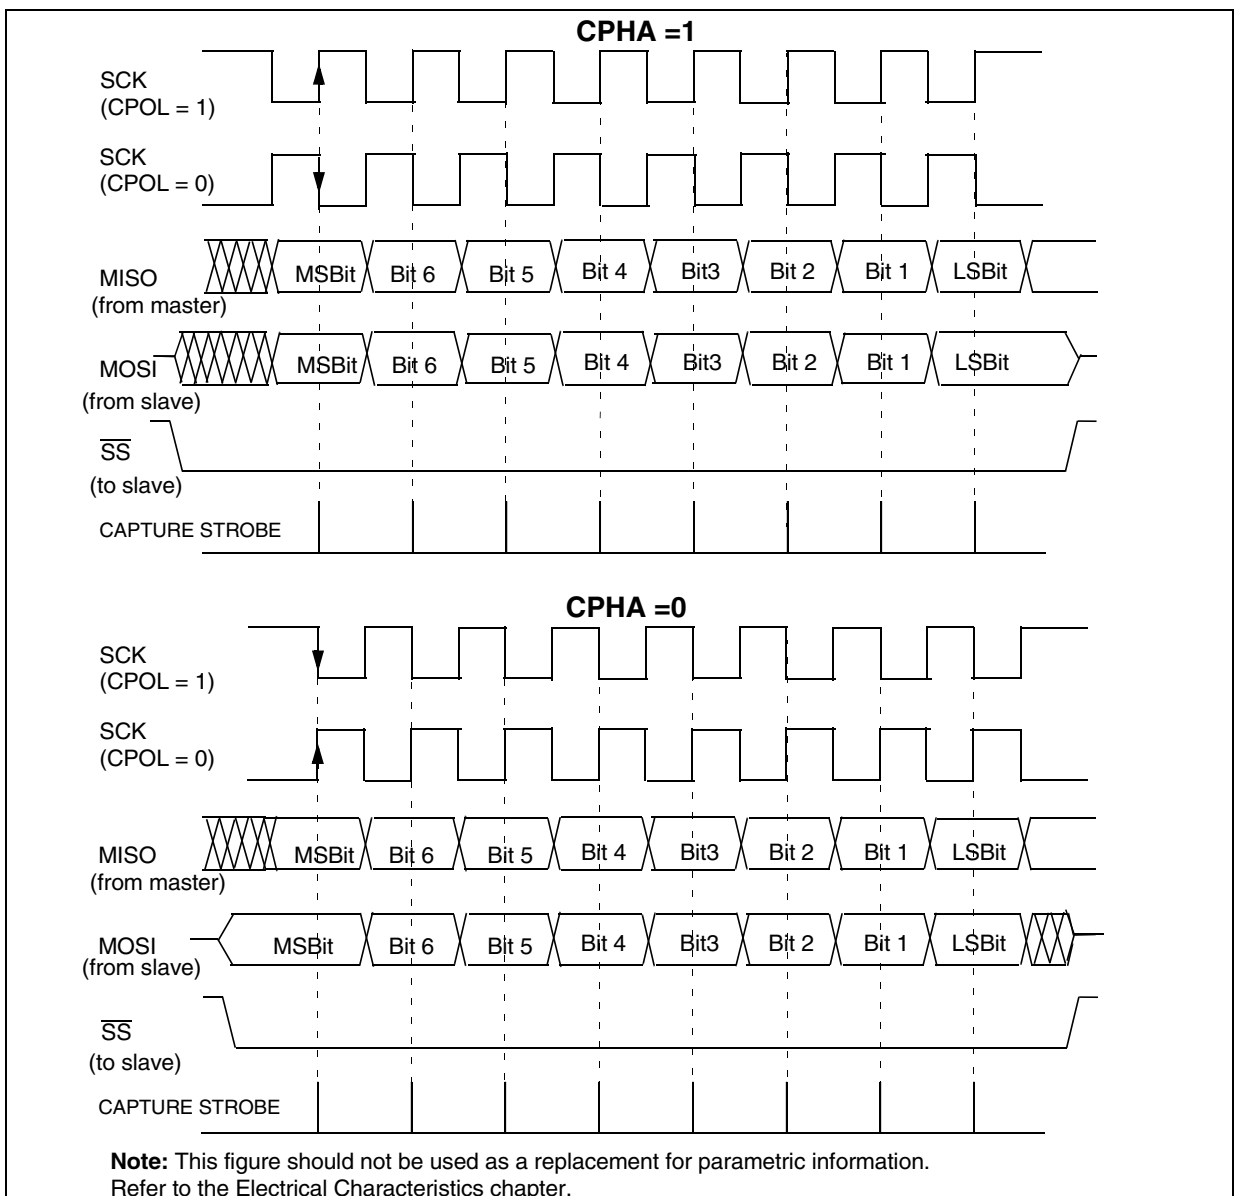 CPHA =1
SCK
(CPOL = 1)
SCK
(CPOL = 0)
MISO
(from master)
MSBit Bit 6 Bit 5 Bit 4 Bit3 Bit 2 Bit 1 LSBit
MOSI
(from slave)
MSBit Bit 6 Bit 5 Bit 4 Bit3 Bit 2 Bit 1 LSBit
SS
(to slave)
CAPTURE STROBE
CPHA =0
SCK
(CPOL = 1)
SCK
(CPOL = 0)
MISO
(from master)
MSBit Bit 6 Bit 5 Bit 4 Bit3 Bit 2 Bit 1 LSBit
MOSI
(from slave)
MSBit Bit 6 Bit 5 Bit 4 Bit3 Bit 2 Bit 1 LSBit
SS
(to slave)
CAPTURE STROBE
Note: This figure should not be used as a replacement for parametric information.
Refer to the Electrical Characteristics chapter.